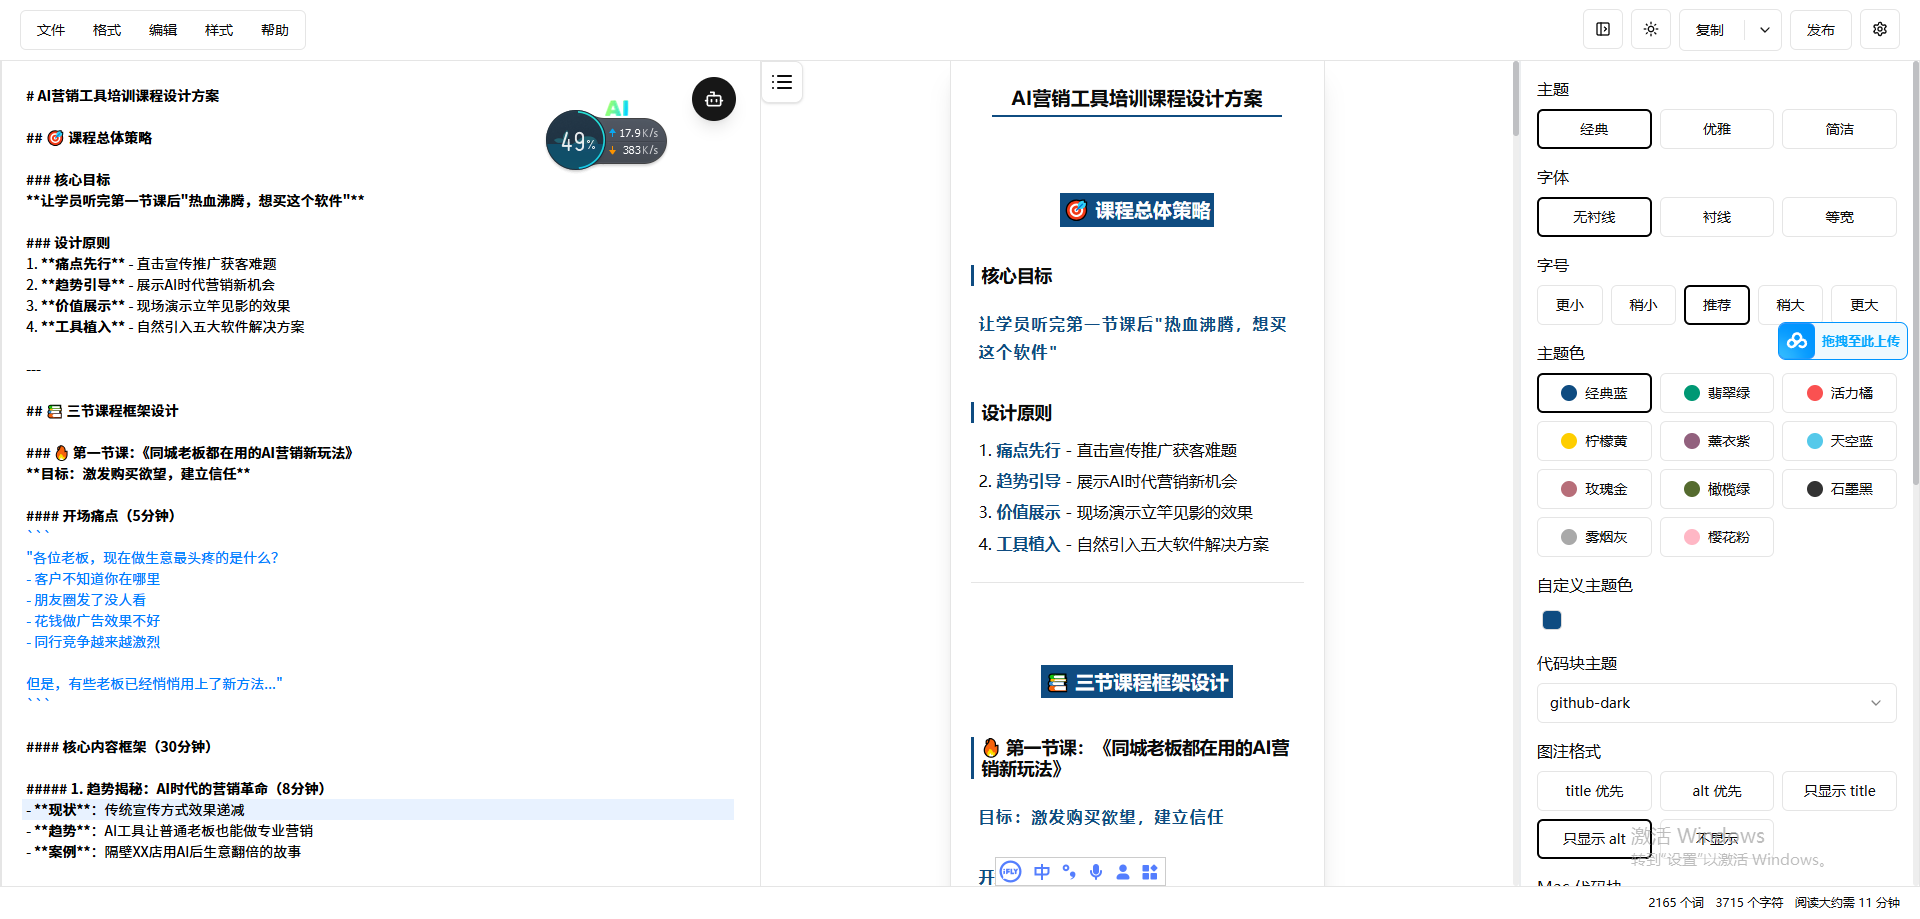 文件 格式 编辑 样式 帮助
复制 发布
# AI营销工具培训课程设计方案
## 🎯 课程总体策略
### 核心目标
**让学员听完第一节课后"热血沸腾，想买这个软件"**
### 设计原则
1. **痛点先行** - 直击宣传推广获客难题
2. **趋势引导** - 展示AI时代营销新机会
3. **价值展示** - 现场演示立竿见影的效果
4. **工具植入** - 自然引入五大软件解决方案
---
## 📚 三节课程框架设计
### 🔥 第一节课：《同城老板都在用的AI营销新玩法》
**目标：激发购买欲望，建立信任**
#### 开场痛点（5分钟）
```
"各位老板，现在做生意最头疼的是什么？
- 客户不知道你在哪里
- 朋友圈发了没人看
- 花钱做广告效果不好
- 同行竞争越来越激烈
但是，有些老板已经悄悄用上了新方法..."
```
#### 核心内容框架（30分钟）
##### 1. 趋势揭秘：AI时代的营销革命（8分钟）
- **现状**：传统宣传方式效果递减
- **趋势**：AI工具让普通老板也能做专业营销
- **案例**：隔壁XX店用AI后生意翻倍的故事
AI
49%
17.9K/s
383K/s
AI营销工具培训课程设计方案
🎯 课程总体策略
核心目标
让学员听完第一节课后"热血沸腾，想买
这个软件"
设计原则
1. 痛点先行 - 直击宣传推广获客难题
2. 趋势引导 - 展示AI时代营销新机会
3. 价值展示 - 现场演示立竿见影的效果
4. 工具植入 - 自然引入五大软件解决方案
📚 三节课程框架设计
🔥 第一节课：《同城老板都在用的AI营
销新玩法》
目标：激发购买欲望，建立信任
开
iFLY 中
主题
经典 优雅 简洁
字体
无衬线 衬线 等宽
字号
更小 稍小 推荐 稍大 更大
拖拽至此上传
主题色
经典蓝 翡翠绿 活力橘
柠檬黄 薰衣紫 天空蓝
玫瑰金 橄榄绿 石墨黑
雾烟灰 樱花粉
自定义主题色
代码块主题
github-dark
图注格式
title 优先 alt 优先 只显示 title
只显示 alt 不显示
激活 Windows
转到"设置"以激活 Windows。
Mac 代码块
2165 个词 3715 个字符 阅读大约需 11 分钟